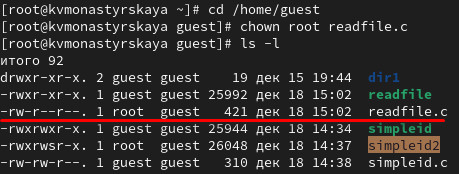 [root@kvmonastyrskaya ~]# cd /home/guest
[root@kvmonastyrskaya guest]# chown root readfile.c
[root@kvmonastyrskaya guest]# ls -l
итого 92
drwxr-xr-x. 2 guest guest    19 дек 15 19:44 dir1
-rwxr-xr-x. 1 guest guest 25992 дек 18 15:02 readfile
-rw-r--r--. 1 root  guest   421 дек 18 15:02 readfile.c
-rwxrwxr-x. 1 guest guest 25944 дек 18 14:34 simpleid
-rwxrwsr-x. 1 root  guest 26048 дек 18 14:37 simpleid2
-rw-rw-r--. 1 guest guest   310 дек 18 14:38 simpleid.c